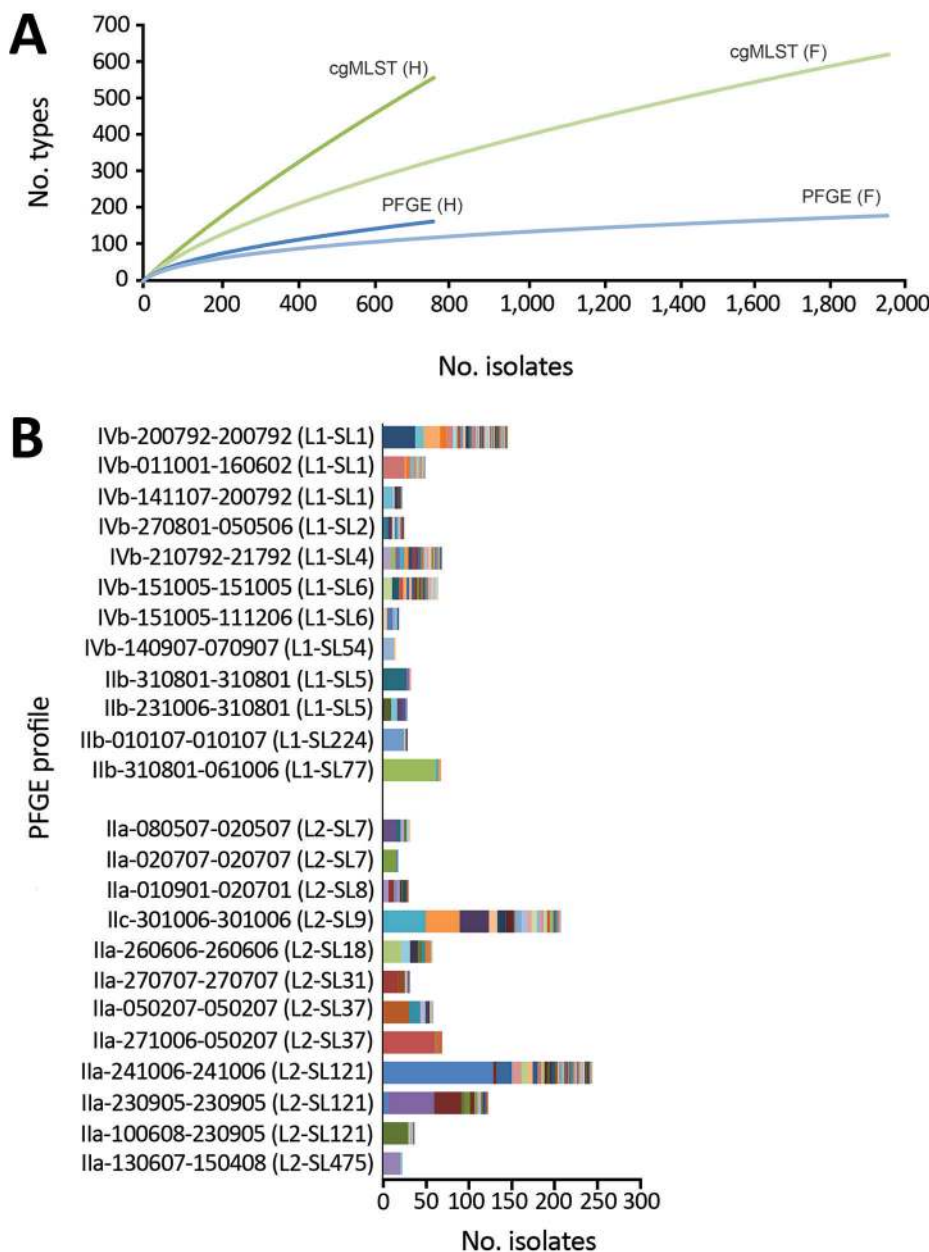 A
700
600
500
400
300
200
100
0
No. types
cgMLST (H)
cgMLST (F)
PFGE (H)
PFGE (F)
0 200 400 600 800 1,000 1,200 1,400 1,600 1,800 2,000
No. isolates
B
PFGE profile
IVb-200792-200792 (L1-SL1)
IVb-011001-160602 (L1-SL1)
IVb-141107-200792 (L1-SL1)
IVb-270801-050506 (L1-SL2)
IVb-210792-21792 (L1-SL4)
IVb-151005-151005 (L1-SL6)
IVb-151005-111206 (L1-SL6)
IVb-140907-070907 (L1-SL54)
IIb-310801-310801 (L1-SL5)
IIb-231006-310801 (L1-SL5)
IIb-010107-010107 (L1-SL224)
IIb-310801-061006 (L1-SL77)
IIa-080507-020507 (L2-SL7)
IIa-020707-020707 (L2-SL7)
IIa-010901-020701 (L2-SL8)
IIc-301006-301006 (L2-SL9)
IIa-260606-260606 (L2-SL18)
IIa-270707-270707 (L2-SL31)
IIa-050207-050207 (L2-SL37)
IIa-271006-050207 (L2-SL37)
IIa-241006-241006 (L2-SL121)
IIa-230905-230905 (L2-SL121)
IIa-100608-230905 (L2-SL121)
IIa-130607-150408 (L2-SL475)
0 50 100 150 200 250 300
No. isolates